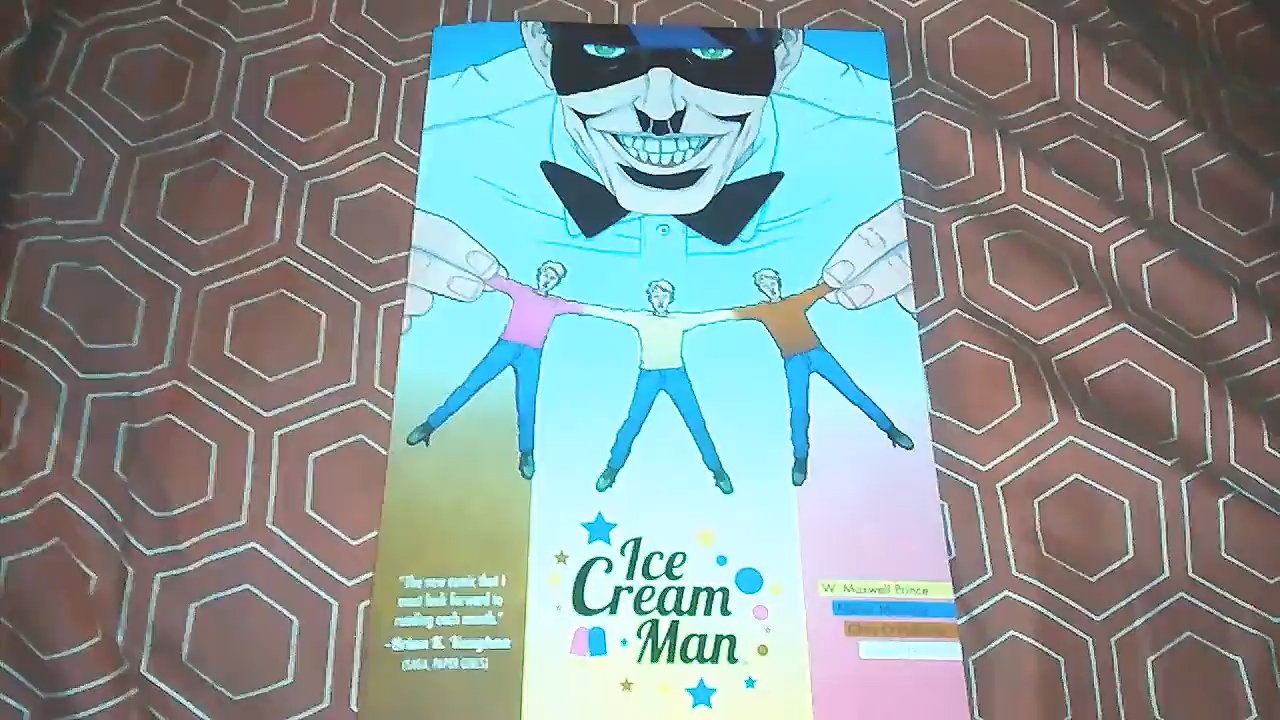 Ice
Cream
Man
"The new comic that I
most look forward to
reading each month."
-Brian K. Vaughan
(SAGA, PAPER GIRLS)
W. Maxwell Prince